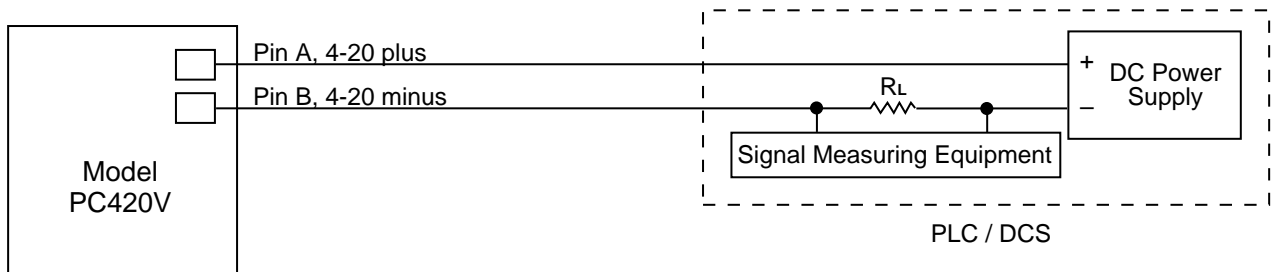 Pin A, 4-20 plus
Pin B, 4-20 minus
Model
PC420V
RL
+
–
DC Power
Supply
Signal Measuring Equipment
PLC / DCS